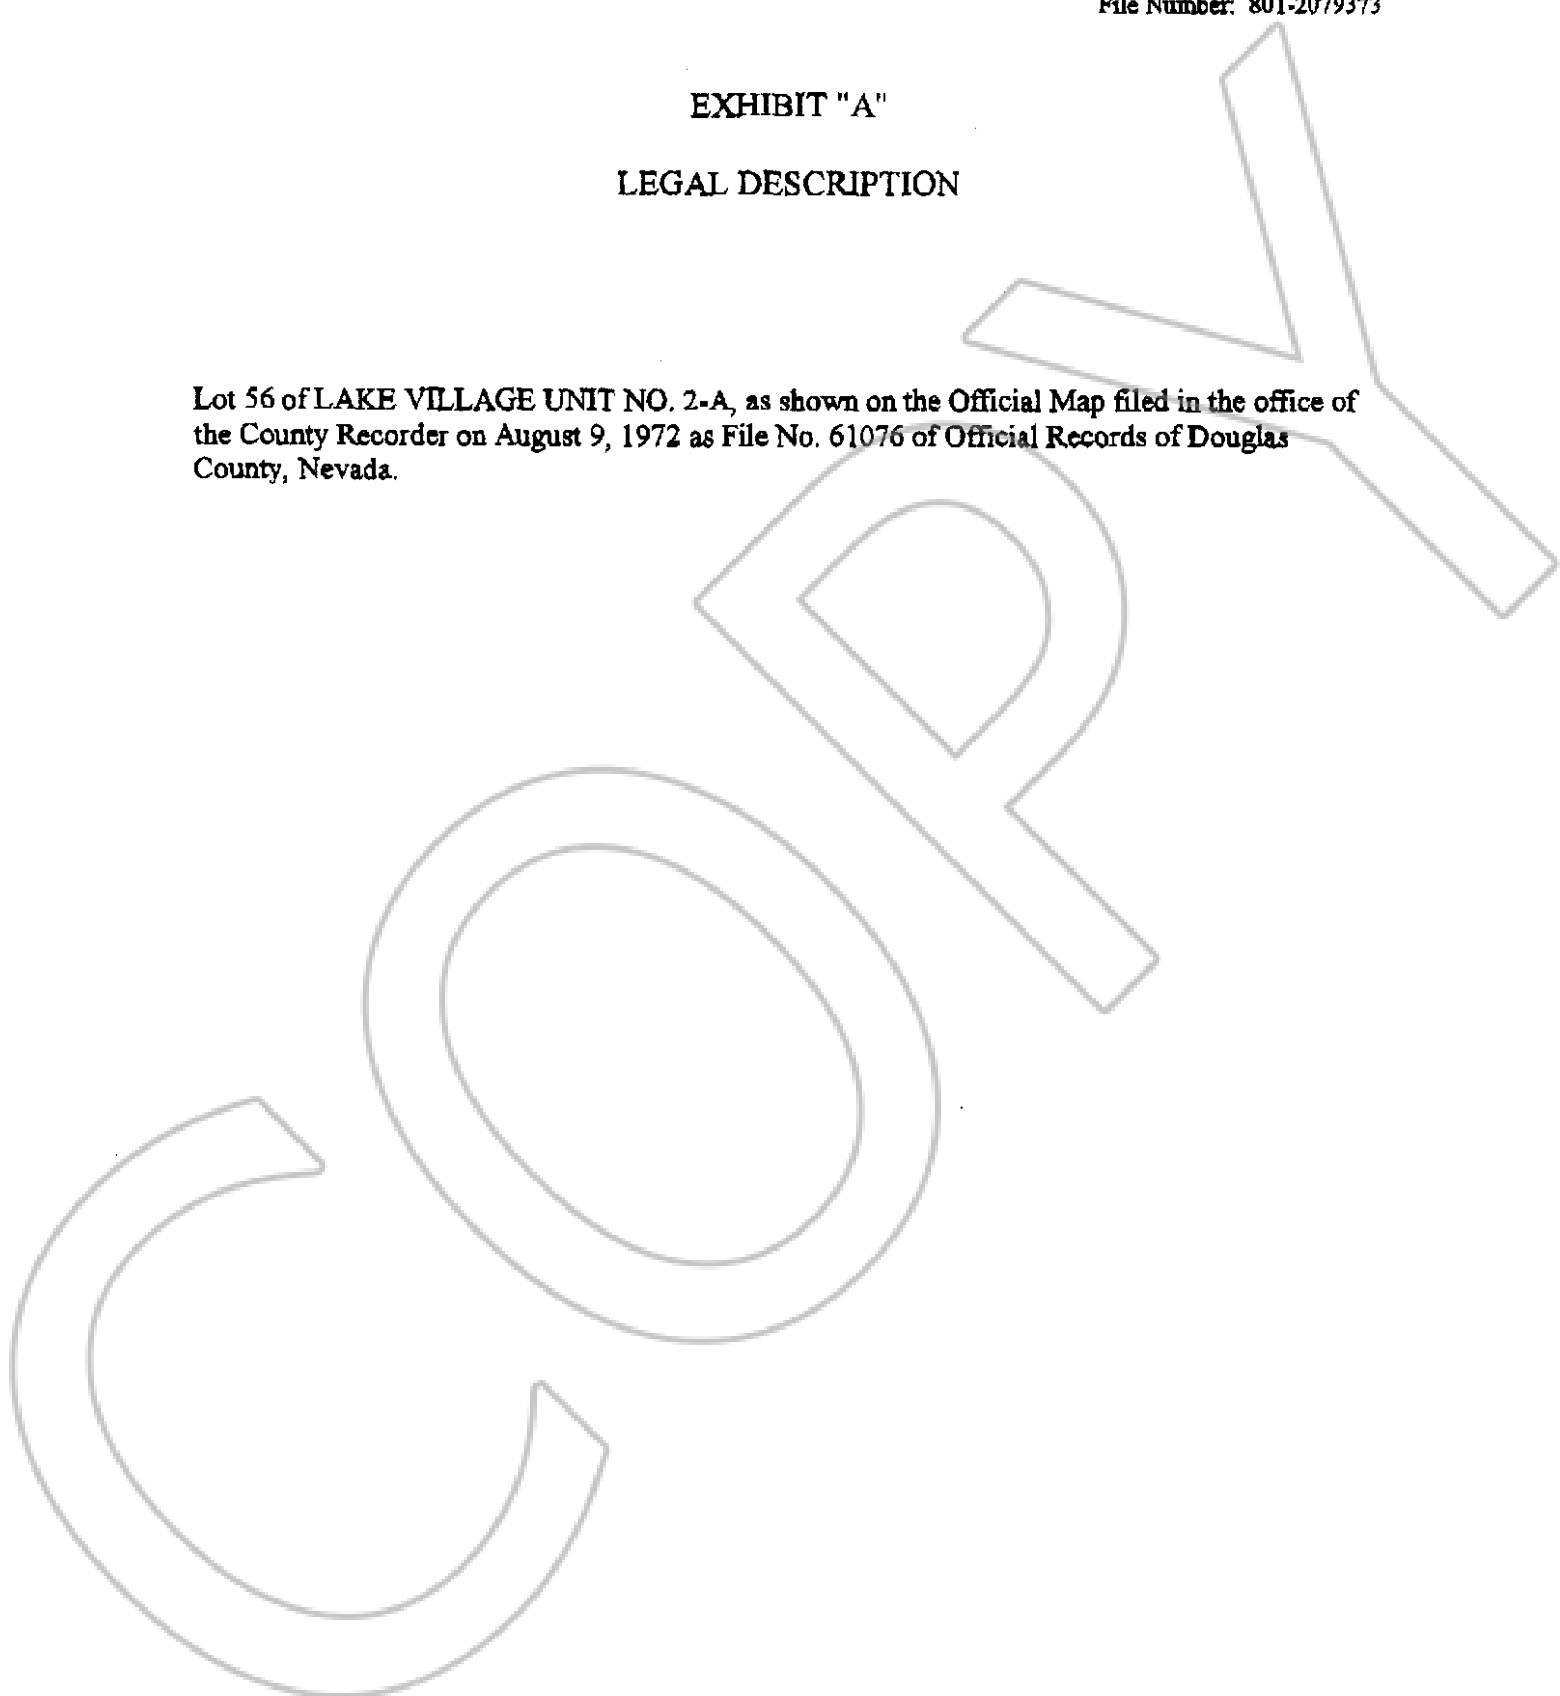 File Number: 801-2079373
EXHIBIT "A"
LEGAL DESCRIPTION
Lot 56 of LAKE VILLAGE UNIT NO. 2-A, as shown on the Official Map filed in the office of
the County Recorder on August 9, 1972 as File No. 61076 of Official Records of Douglas
County, Nevada.
COPY